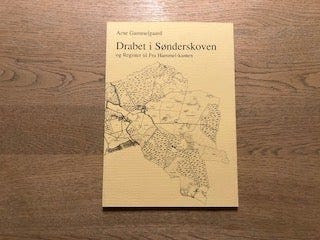 Arne Gammelgaard
Drabet i Sønderskoven
og Register til Fra Hammel-kanten